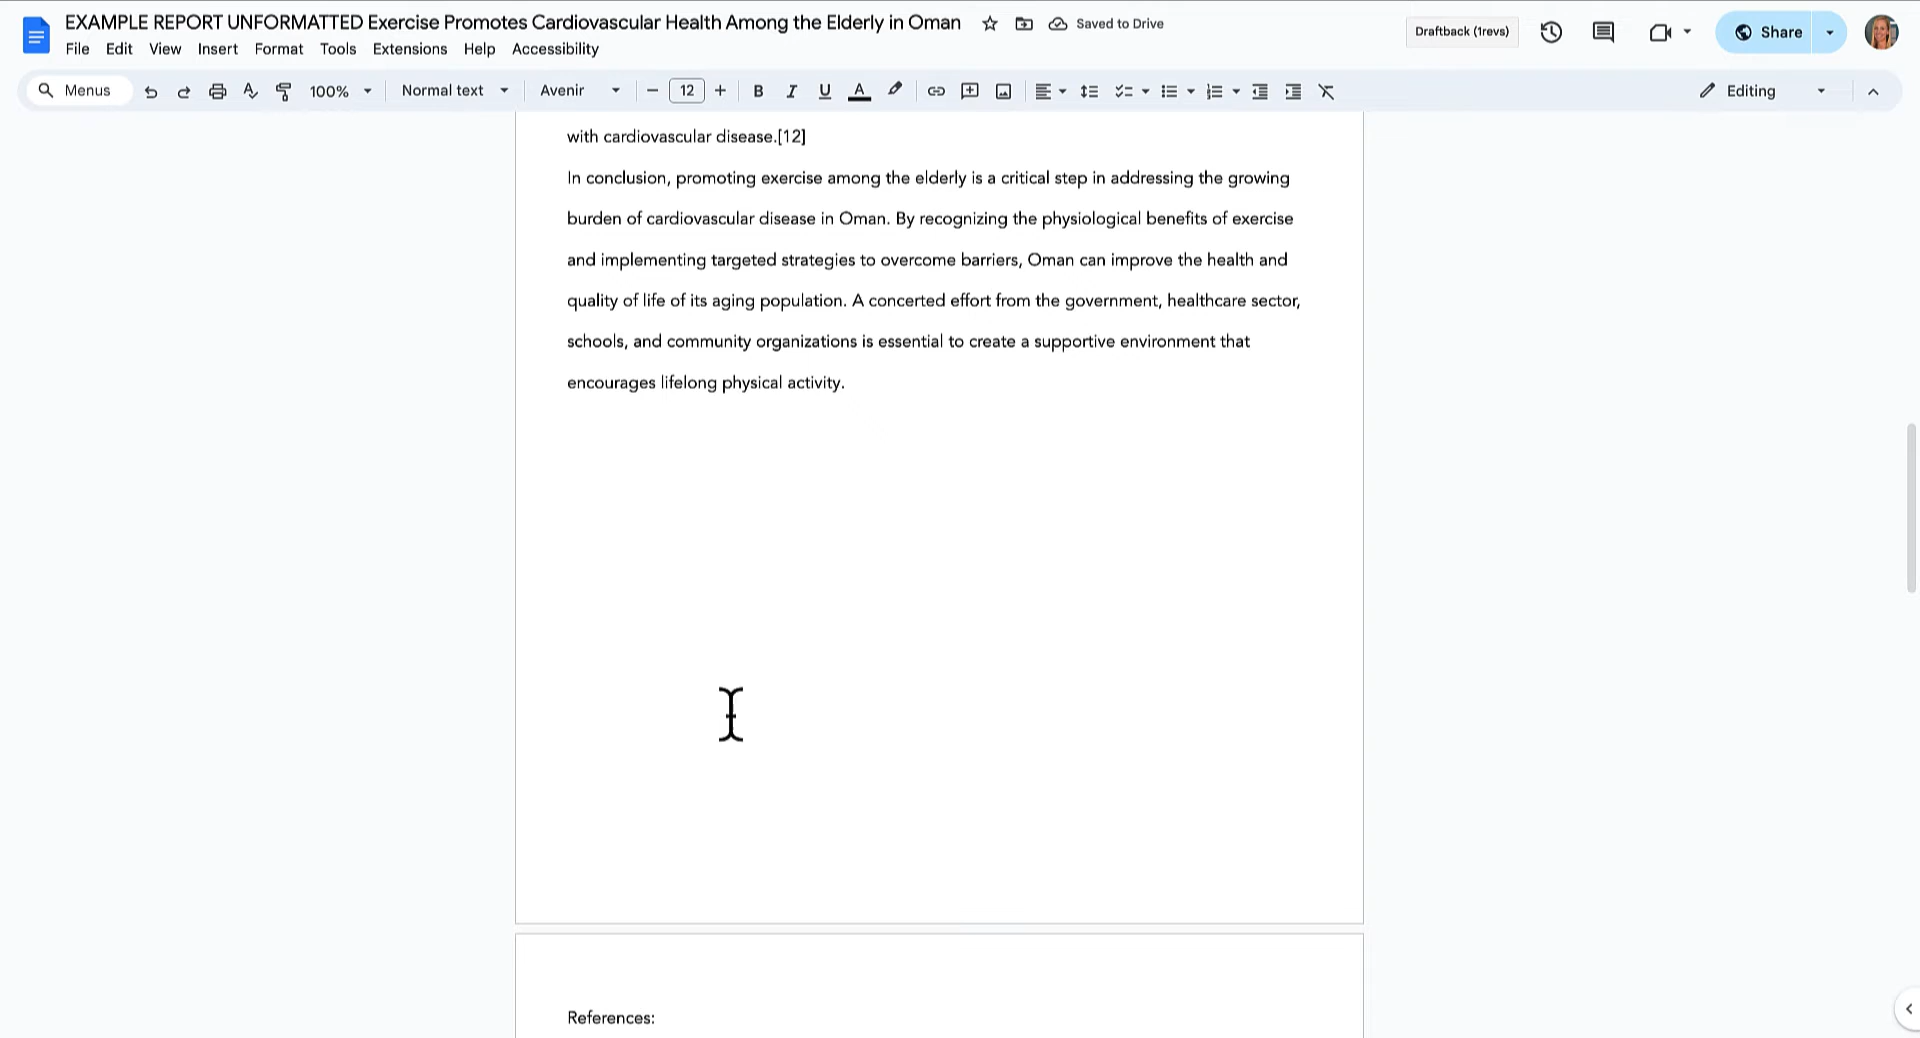 EXAMPLE REPORT UNFORMATTED Exercise Promotes Cardiovascular Health Among the Elderly in Oman
Saved to Drive
File Edit View Insert Format Tools Extensions Help Accessibility
Draftback (1revs)
Share
Menus
100%
Normal text
Avenir
12
Editing
with cardiovascular disease.[12]
In conclusion, promoting exercise among the elderly is a critical step in addressing the growing
burden of cardiovascular disease in Oman. By recognizing the physiological benefits of exercise
and implementing targeted strategies to overcome barriers, Oman can improve the health and
quality of life of its aging population. A concerted effort from the government, healthcare sector,
schools, and community organizations is essential to create a supportive environment that
encourages lifelong physical activity.
References: